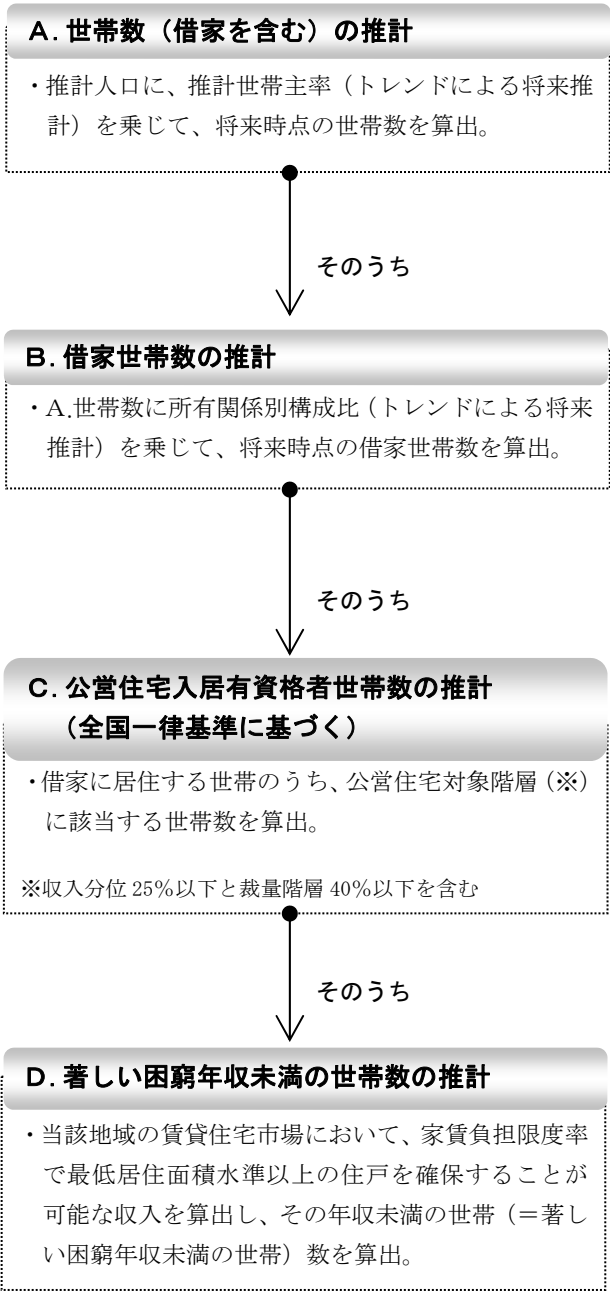 A. 世帯数（借家を含む）の推計
・推計人口に、推計世帯主率（トレンドによる将来推
計）を乗じて、将来時点の世帯数を算出。
そのうち
B. 借家世帯数の推計
・A.世帯数に所有関係別構成比（トレンドによる将来
推計）を乗じて、将来時点の借家世帯数を算出。
そのうち
C. 公営住宅入居有資格者世帯数の推計
（全国一律基準に基づく）
・借家に居住する世帯のうち、公営住宅対象階層（※）
に該当する世帯数を算出。
※収入分位 25％以下と裁量階層 40％以下を含む
そのうち
D. 著しい困窮年収未満の世帯数の推計
・当該地域の賃貸住宅市場において、家賃負担限度率
で最低居住面積水準以上の住戸を確保することが
可能な収入を算出し、その年収未満の世帯（＝著し
い困窮年収未満の世帯）数を算出。